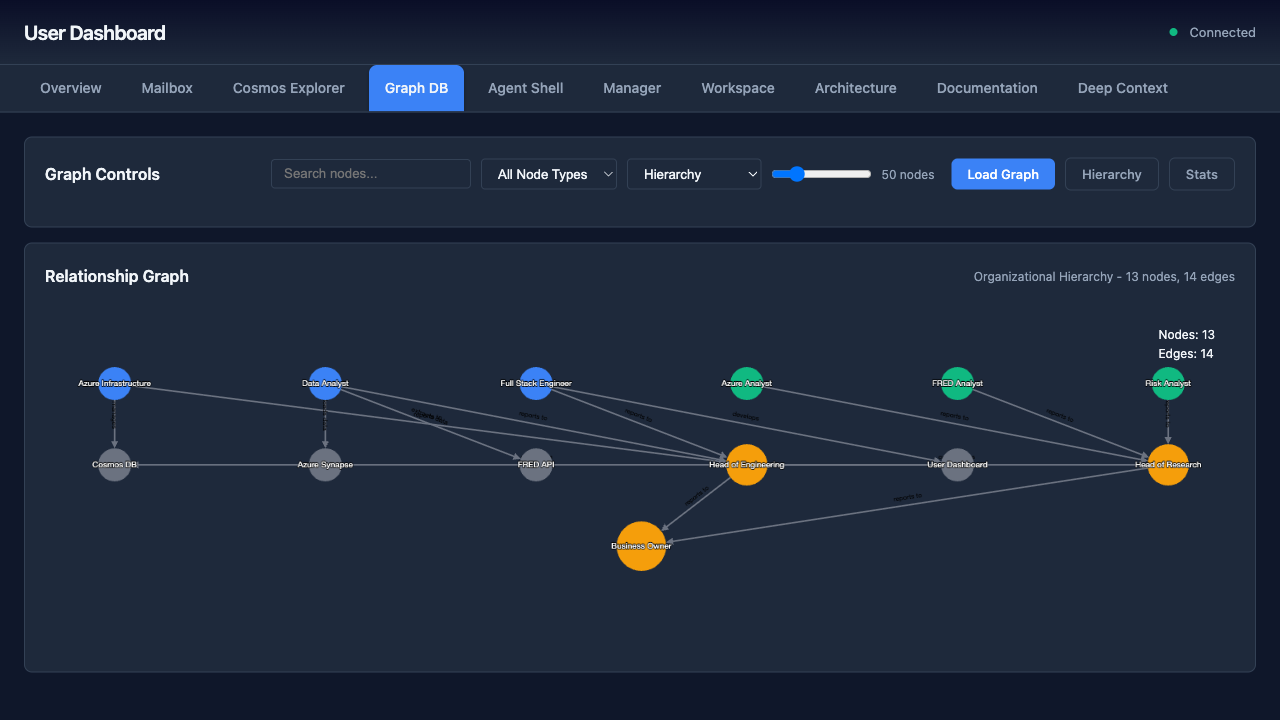 User Dashboard
Connected
Overview
Mailbox
Cosmos Explorer
Graph DB
Agent Shell
Manager
Workspace
Architecture
Documentation
Deep Context
Graph Controls
Search nodes...
All Node Types
Hierarchy
50 nodes
Load Graph
Hierarchy
Stats
Relationship Graph
Organizational Hierarchy - 13 nodes, 14 edges
Nodes: 13
Edges: 14
Azure Infrastructure
Data Analyst
Full Stack Engineer
Azure Analyst
FRED Analyst
Risk Analyst
reports to
reports to
develops
reports to
reports to
Cosmos DB
Azure Synapse
FRED API
Head of Engineering
User Dashboard
Head of Research
reports to
reports to
Business Owner